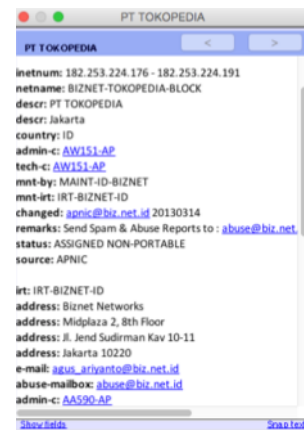 PT TOKOPEDIA
PT TOKOPEDIA < >
inetnum: 182.253.224.176 - 182.253.224.191
netname: BIZNET-TOKOPEDIA-BLOCK
descr: PT TOKOPEDIA
descr: Jakarta
country: ID
admin-c: AW151-AP
tech-c: AW151-AP
mnt-by: MAINT-ID-BIZNET
mnt-irt: IRT-BIZNET-ID
changed: apnic@biz.net.id 20130314
remarks: Send Spam & Abuse Reports to : abuse@biz.net.
status: ASSIGNED NON-PORTABLE
source: APNIC
irt: IRT-BIZNET-ID
address: Biznet Networks
address: Midplaza 2, 8th Floor
address: Jl. Jend Sudirman Kav 10-11
address: Jakarta 10220
e-mail: agus_ariyanto@biz.net.id
abuse-mailbox: abuse@biz.net.id
admin-c: AA590-AP
Show fields Snap text